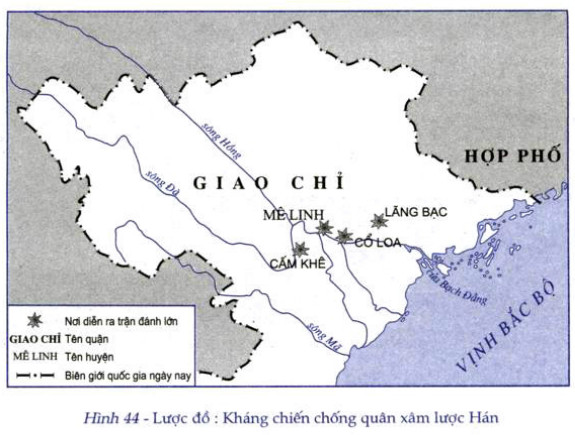 HỢP PHỐ
sông Hồng
sông Đà
GIAO CHỈ
MÊ LINH
LÃNG BẠC
CỔ LOA
CẤM KHÊ
Bạch Đằng
sông Mã
VỊNH BẮC BỘ
Nơi diễn ra trận đánh lớn
GIAO CHỈ Tên quận
MÊ LINH Tên huyện
Biên giới quốc gia ngày nay
Hình 44 - Lược đồ : Kháng chiến chống quân xâm lược Hán